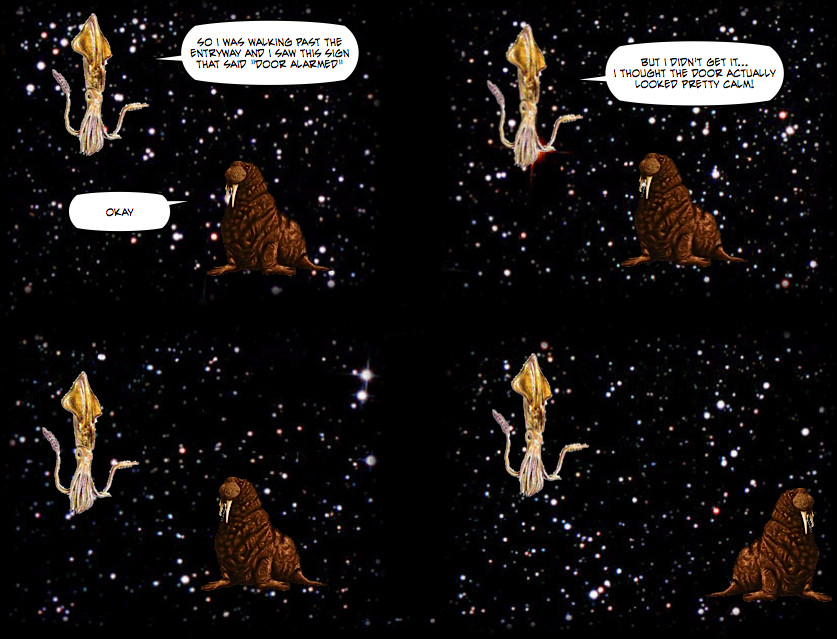 SO I WAS WALKING PAST THE
ENTRYWAY AND I SAW THIS SIGN
THAT SAID "DOOR ALARMED"
OKAY
BUT I DIDN'T GET IT...
I THOUGHT THE DOOR ACTUALLY
LOOKED PRETTY CALM!